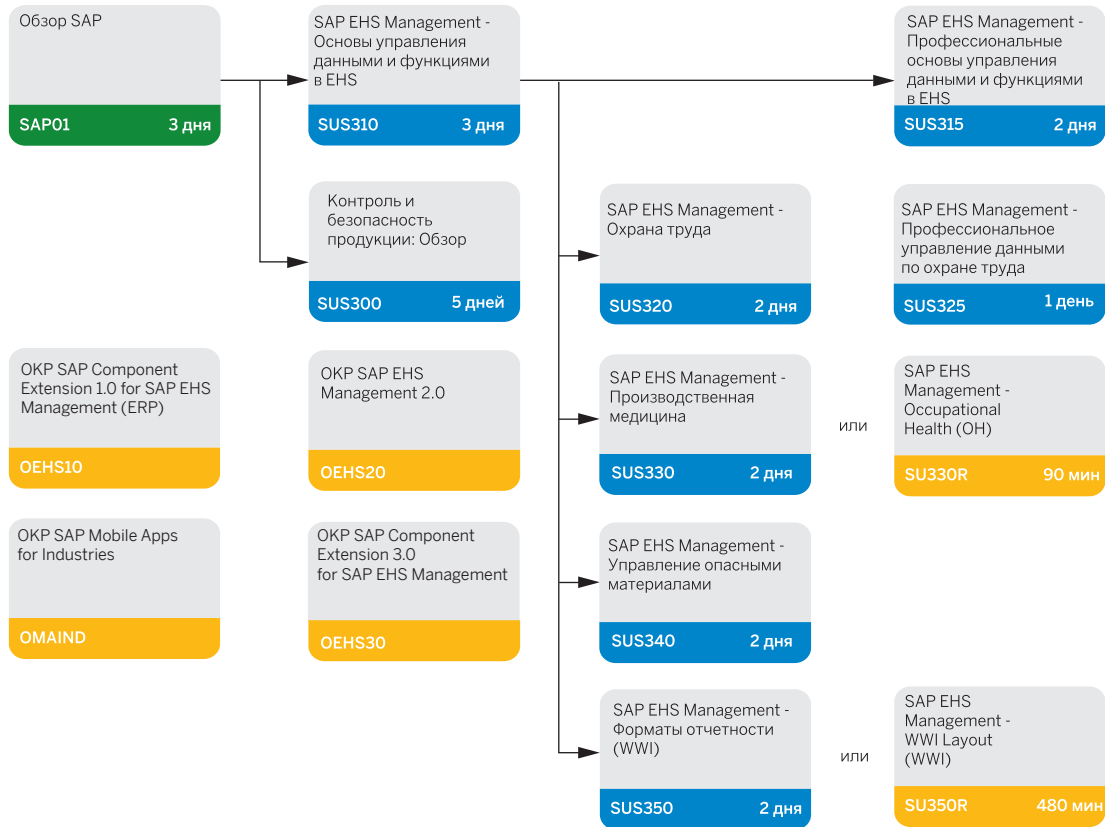 Обзор SAP
SAP01 3 дня
SAP EHS Management -
Основы управления
данными и функциями
в EHS
SUS310 3 дня
SAP EHS Management -
Профессиональные
основы управления
данными и функциями
в EHS
SUS315 2 дня
Контроль и
безопасность
продукции: Обзор
SUS300 5 дней
SAP EHS Management -
Охрана труда
SUS320 2 дня
SAP EHS Management -
Профессиональное
управление данными
по охране труда
SUS325 1 день
OKP SAP Component
Extension 1.0 for SAP EHS
Management (ERP)
OEHS10
OKP SAP EHS
Management 2.0
OEHS20
SAP EHS Management -
Производственная
медицина
SUS330 2 дня
или
SAP EHS
Management -
Occupational
Health (OH)
SU330R 90 мин
OKP SAP Mobile Apps
for Industries
OMAIND
OKP SAP Component
Extension 3.0
for SAP EHS Management
OEHS30
SAP EHS Management -
Управление опасными
материалами
SUS340 2 дня
SAP EHS Management -
Форматы отчетности
(WWI)
SUS350 2 дня
или
SAP EHS
Management -
WWI Layout
(WWI)
SU350R 480 мин